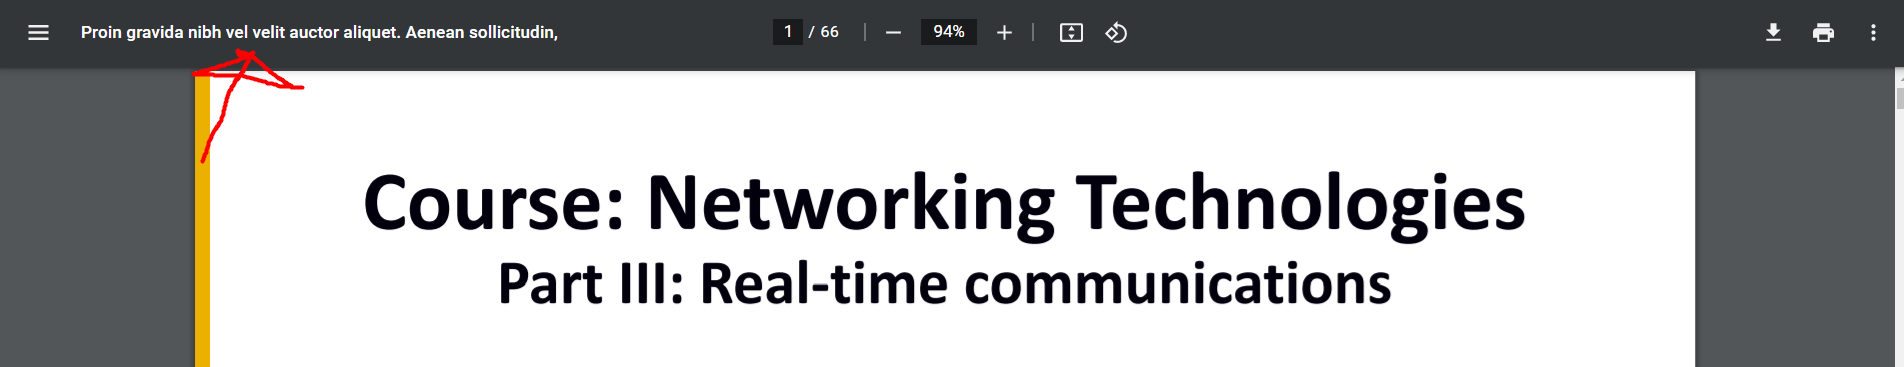 Proin gravida nibh vel velit auctor aliquet. Aenean sollicitudin,
1 / 66
94%
Course: Networking Technologies
Part III: Real-time communications